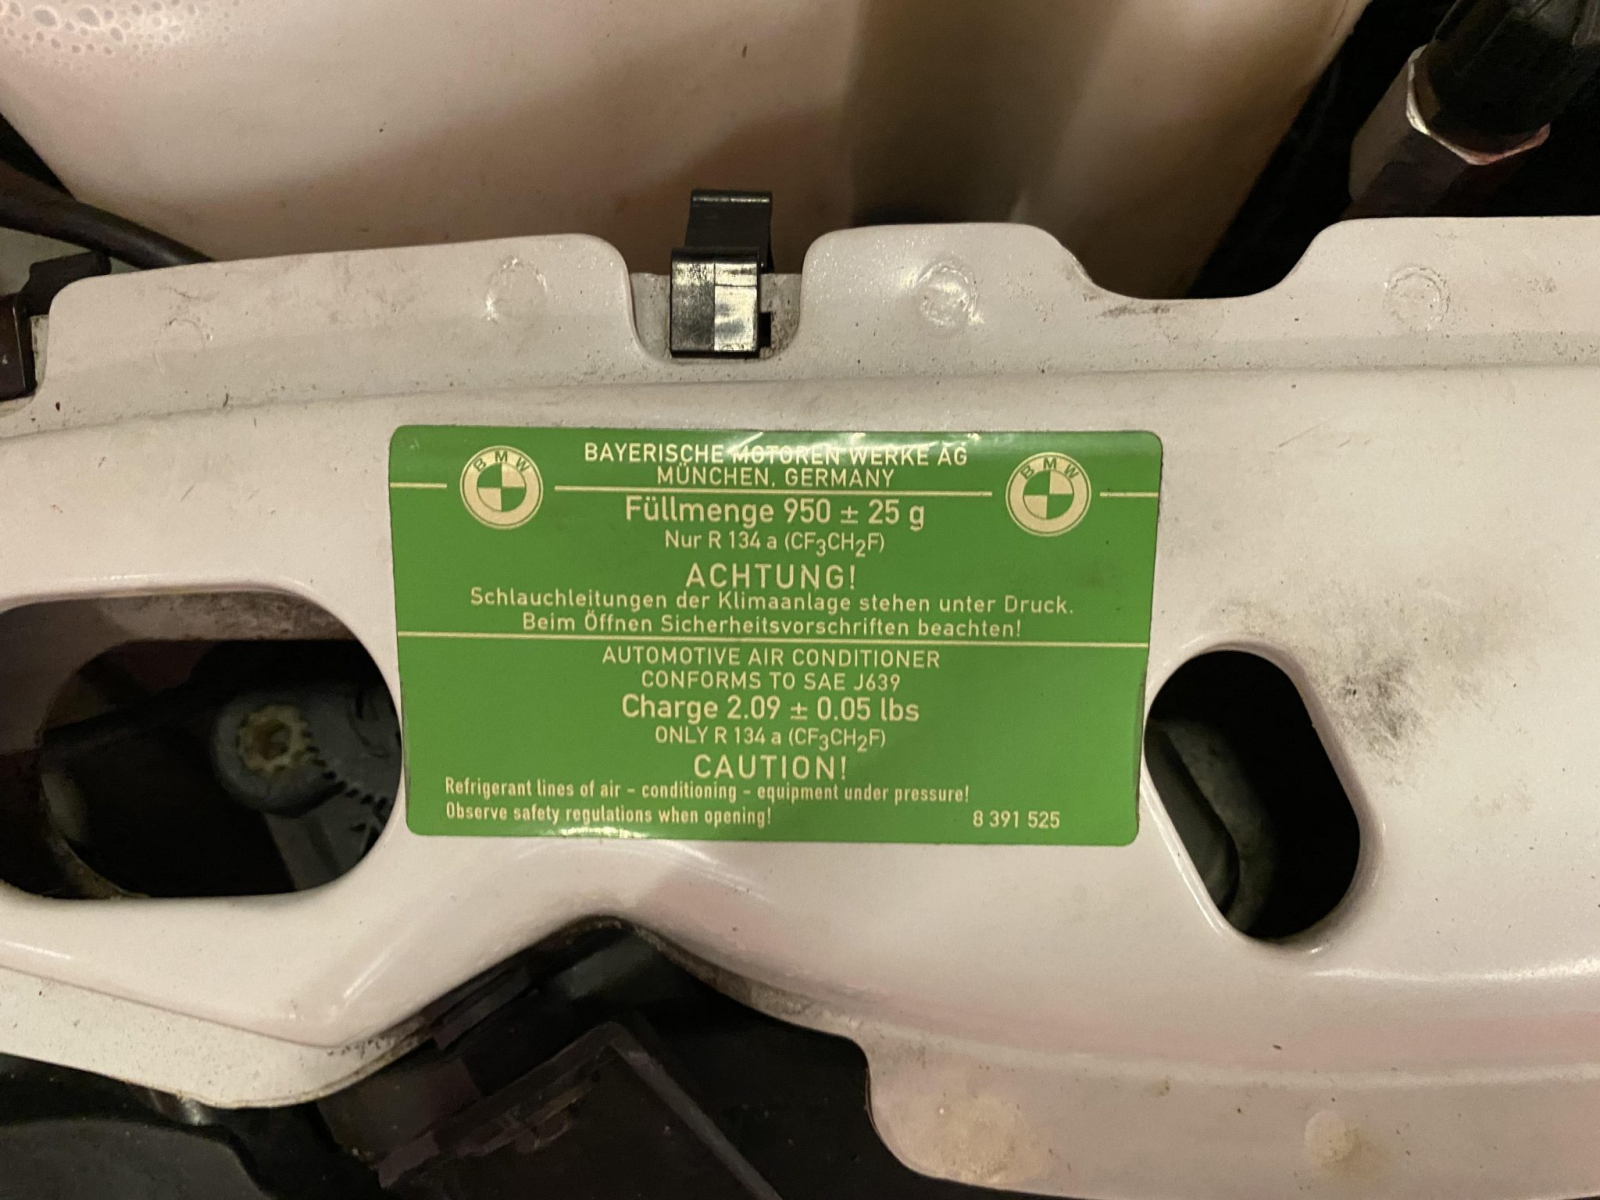 BMW
BMW
BAYERISCHE MOTOREN WERKE AG
MÜNCHEN, GERMANY
Füllmenge 950 ± 25 g
Nur R 134 a (CF₃CH₂F)
ACHTUNG!
Schlauchleitungen der Klimaanlage stehen unter Druck.
Beim Öffnen Sicherheitsvorschriften beachten!
AUTOMOTIVE AIR CONDITIONER
CONFORMS TO SAE J639
Charge 2.09 ± 0.05 lbs
ONLY R 134 a (CF₃CH₂F)
CAUTION!
Refrigerant lines of air - conditioning - equipment under pressure!
Observe safety regulations when opening!
8 391 525